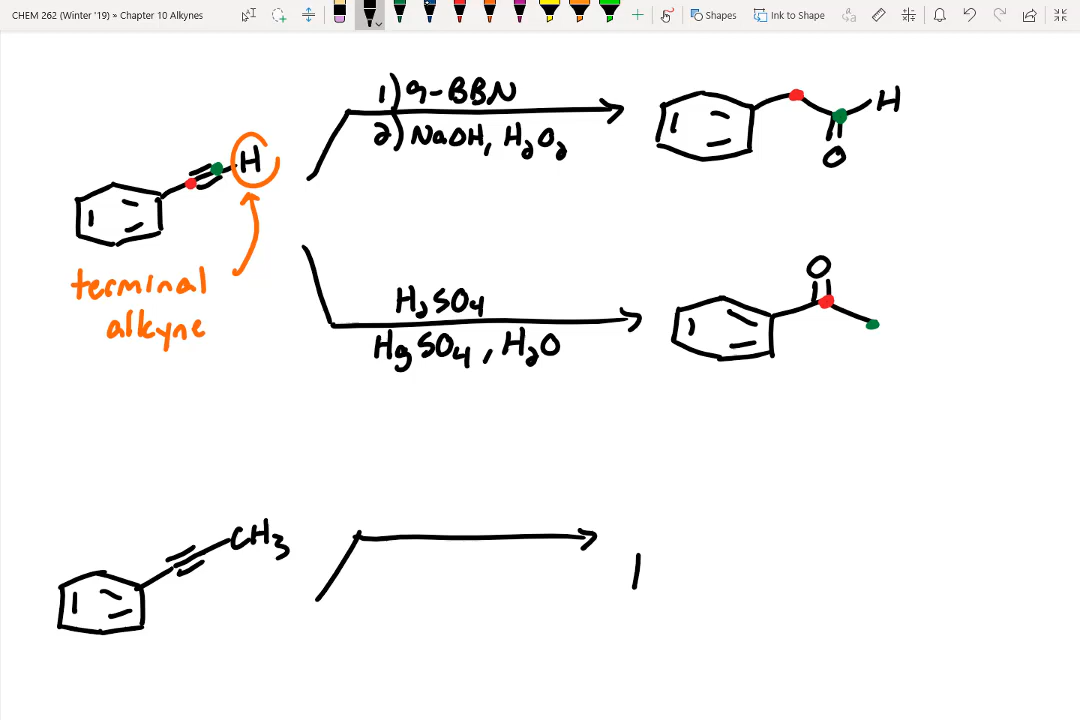 CHEM 262 (Winter '19) » Chapter 10 Alkynes
Shapes
Ink to Shape
1) 9-BBN
2) NaOH, H₂O₂
H
O
H
terminal
alkyne
H₂SO₄
HgSO₄, H₂O
O
CH₃